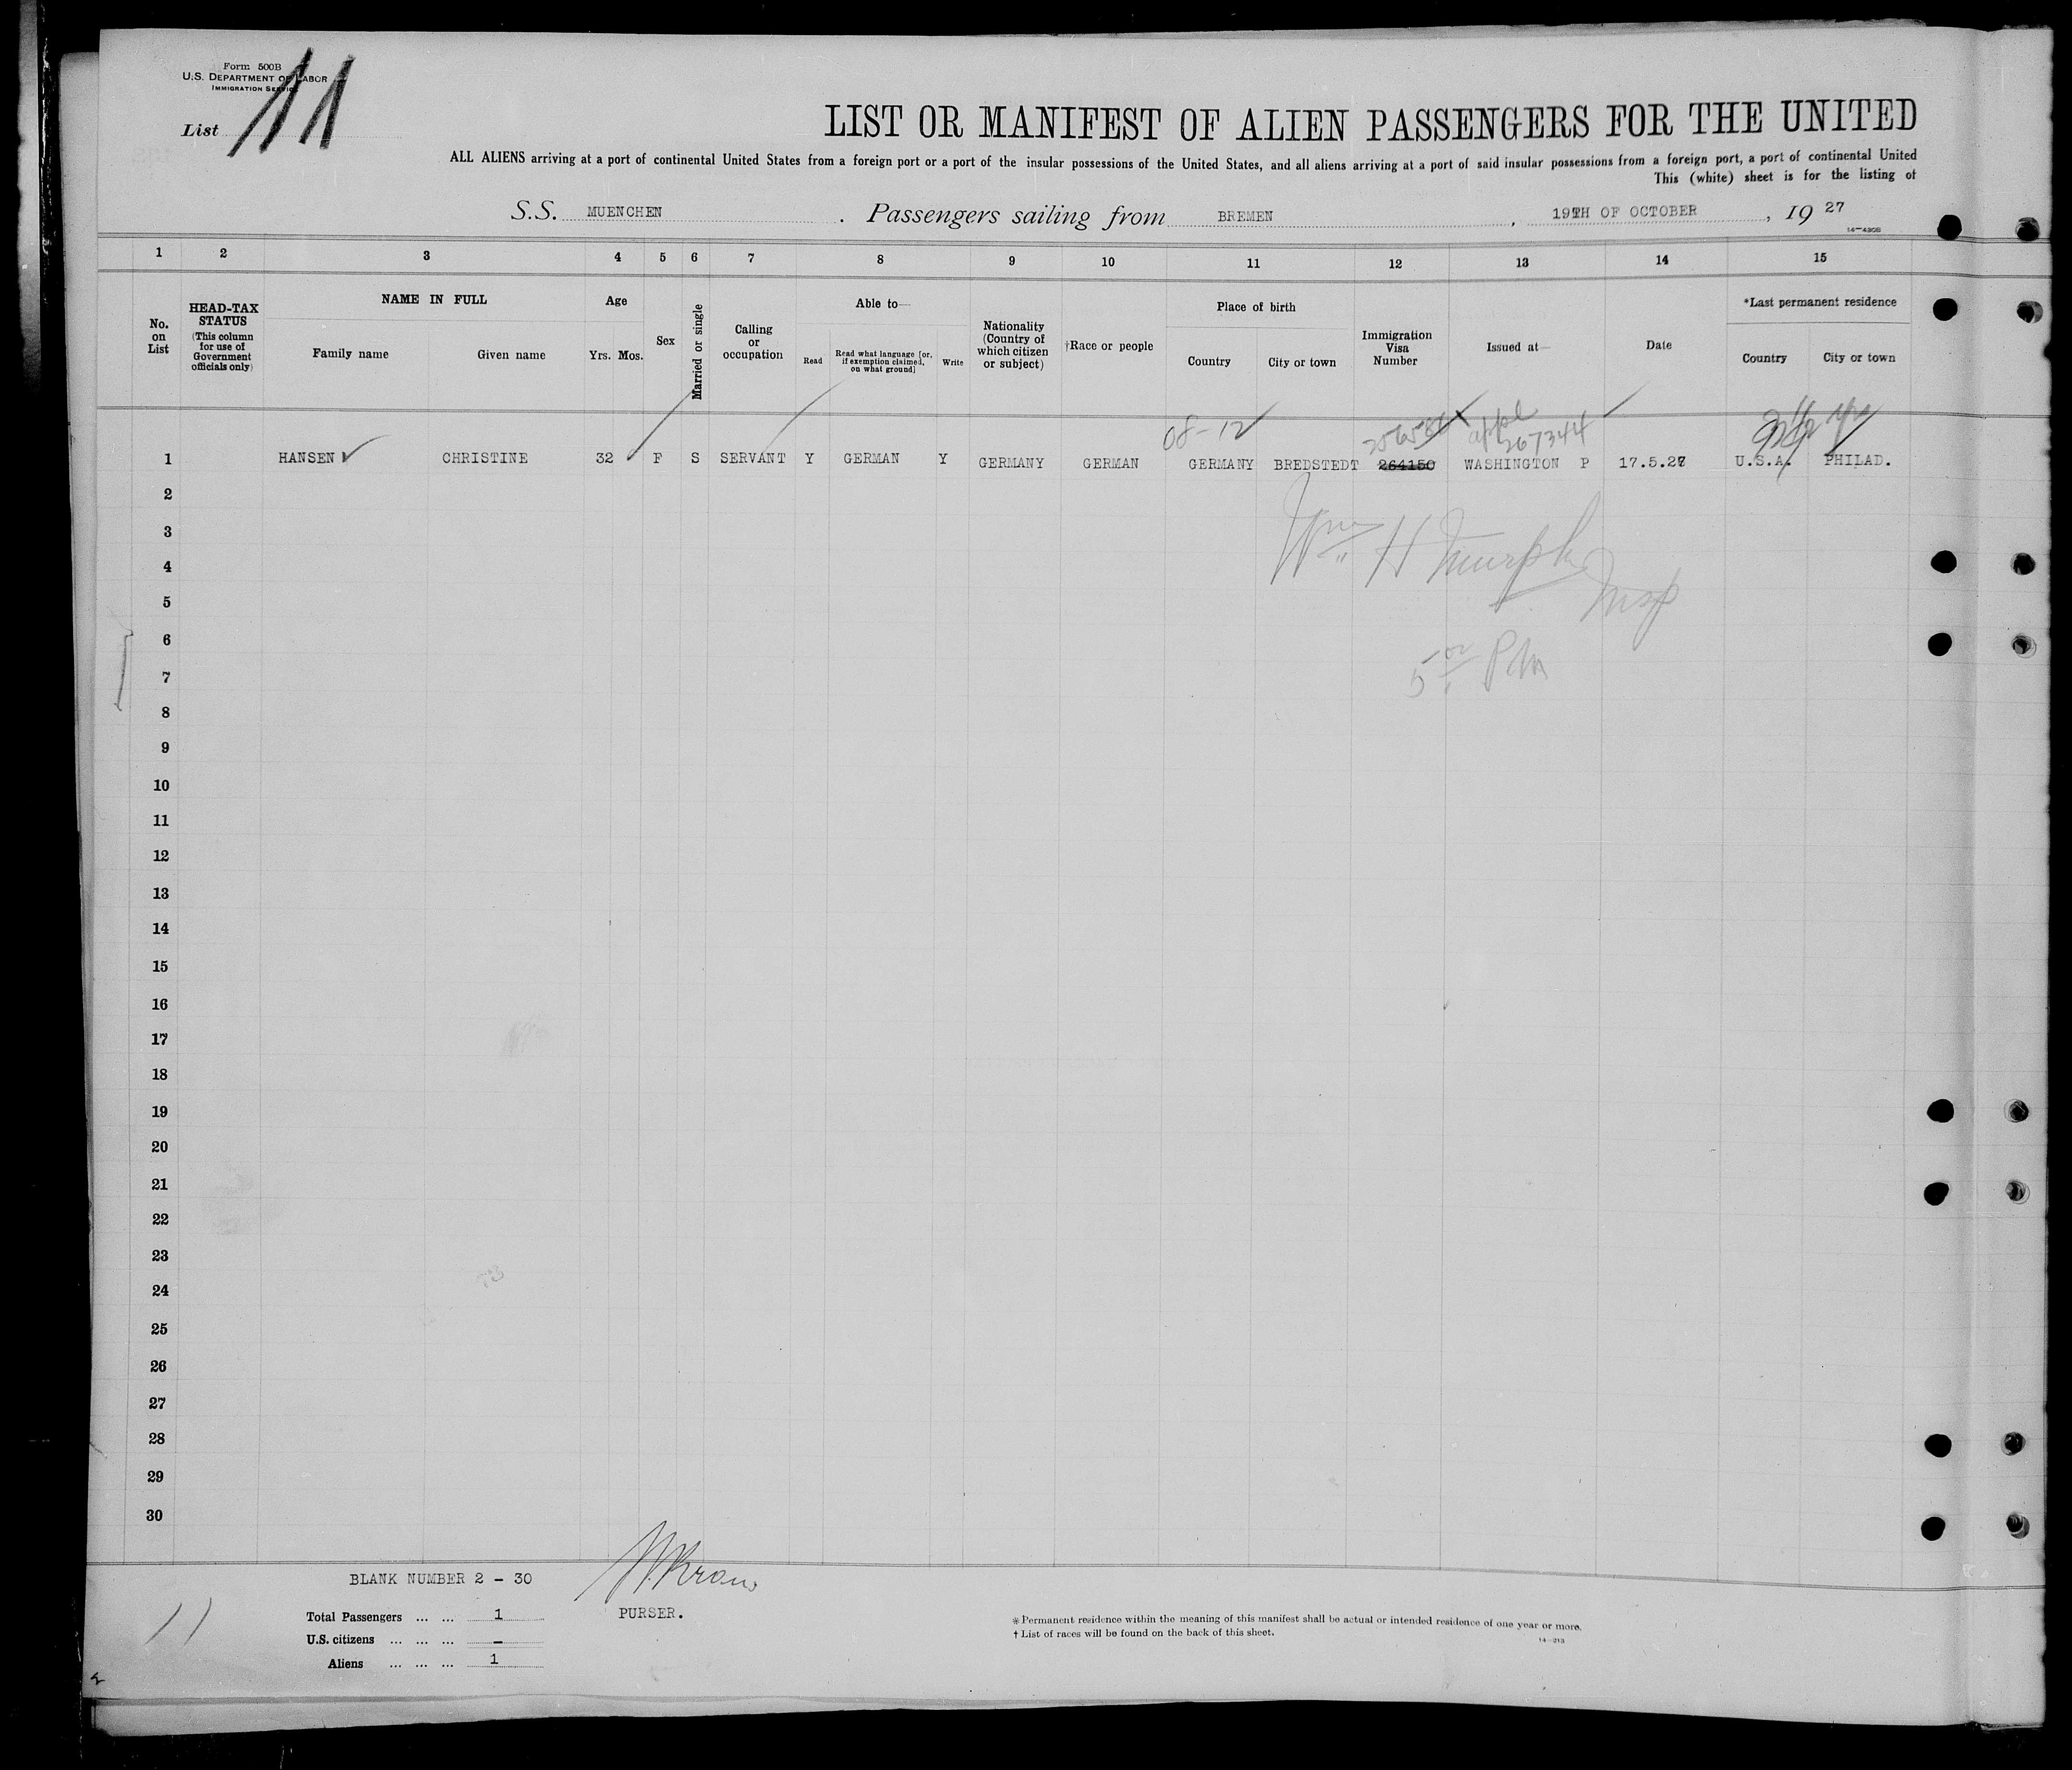 Form 500B
U.S. DEPARTMENT OF LABOR
IMMIGRATION SERVICE
List 11
LIST OR MANIFEST OF ALIEN PASSENGERS FOR THE UNITED
ALL ALIENS arriving at a port of continental United States from a foreign port or a port of the insular possessions of the United States, and all aliens arriving at a port of said insular possessions from a foreign port, a port of continental United
This (white) sheet is for the listing of
S.S. MUENCHEN . Passengers sailing from BREMEN , 19TH OF OCTOBER , 19 27
1 2 3 4 5 6 7 8 9 10 11 12 13 14 15
No. on List
HEAD-TAX STATUS
(This column for use of Government officials only)
NAME IN FULL
Family name Given name
Age
Yrs. Mos.
Sex
Married or single
Calling or occupation
Able to—
Read
Read what language [or, if exemption claimed, on what ground]
Write
Nationality (Country of which citizen or subject)
†Race or people
Place of birth
Country City or town
Immigration Visa Number
Issued at—
Date
*Last permanent residence
Country City or town
08-12 appl 267344
1 HANSEN ✓ CHRISTINE 32 F S SERVANT Y GERMAN Y GERMANY GERMAN GERMANY BREDSTEDT 264150 WASHINGTON P 17.5.27 U.S.A. PHILAD.
2
Wm H Murphy
3
4
Insp
5
6
5 00 PM
7
8
9
10
11
12
13
14
15
16
17
18
19
20
21
22
23
24
25
26
27
28
29
30
BLANK NUMBER 2 - 30
PURSER.
11
Total Passengers ... ... 1
U.S. citizens ... ... ... -
Aliens ... ... ... 1
* Permanent residence within the meaning of this manifest shall be actual or intended residence of one year or more.
† List of races will be found on the back of this sheet.
14-213